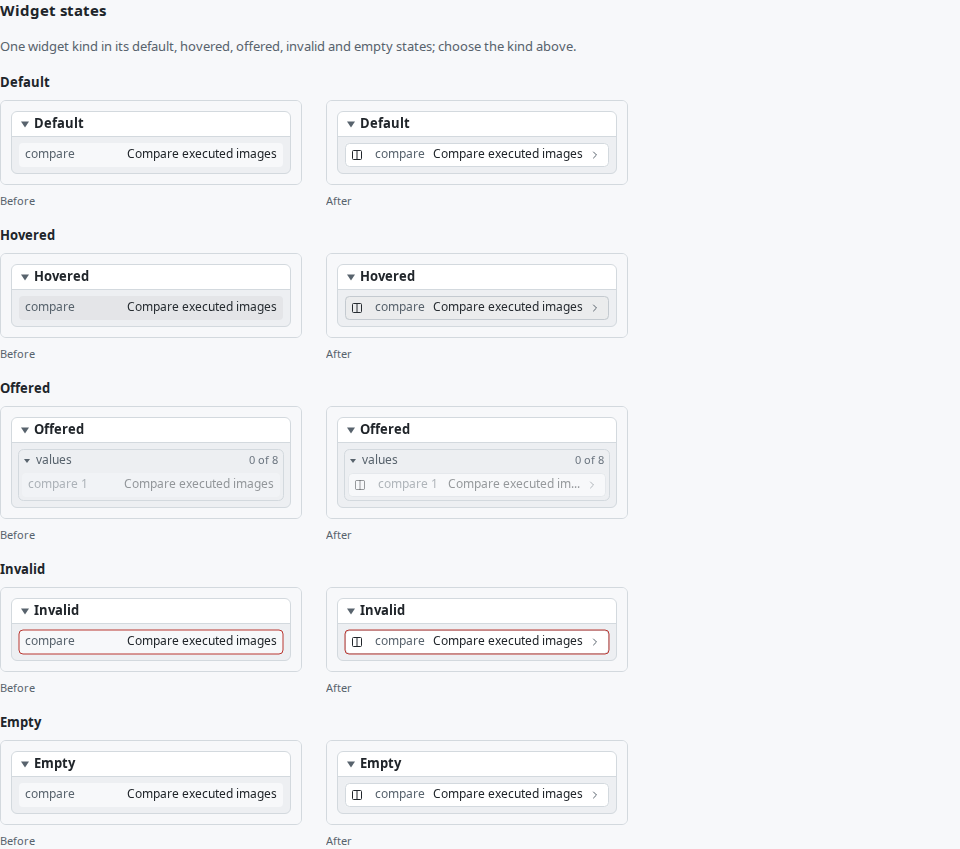 Widget states
One widget kind in its default, hovered, offered, invalid and empty states; choose the kind above.
Default
Default
compare Compare executed images
Before
Default
compare Compare executed images
After
Hovered
Hovered
compare Compare executed images
Before
Hovered
compare Compare executed images
After
Offered
Offered
values 0 of 8
compare 1 Compare executed images
Before
Offered
values 0 of 8
compare 1 Compare executed im...
After
Invalid
Invalid
compare Compare executed images
Before
Invalid
compare Compare executed images
After
Empty
Empty
compare Compare executed images
Before
Empty
compare Compare executed images
After